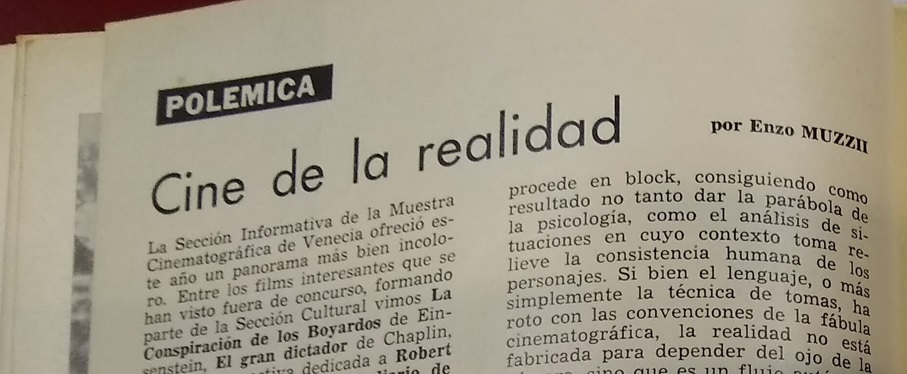 POLEMICA
Cine de la realidad
por Enzo MUZZII
La Sección Informativa de la Muestra
Cinematográfica de Venecia ofreció es-
te año un panorama más bien incolo-
ro. Entre los films interesantes que se
han visto fuera de concurso, formando
parte de la Sección Cultural vimos La
Conspiración de los Boyardos de Ein-
senstein, El gran dictador de Chaplin,
dedicada a Robert
de
procede en block, consiguiendo como
resultado no tanto dar la parábola de
la psicología, como el análisis de si-
tuaciones en cuyo contexto toma re-
lieve la consistencia humana de los
personajes. Si bien el lenguaje, o más
simplemente la técnica de tomas, ha
roto con las convenciones de la fábula
cinematográfica, la realidad no está
fabricada para depender del ojo de la
sino que es un flujo